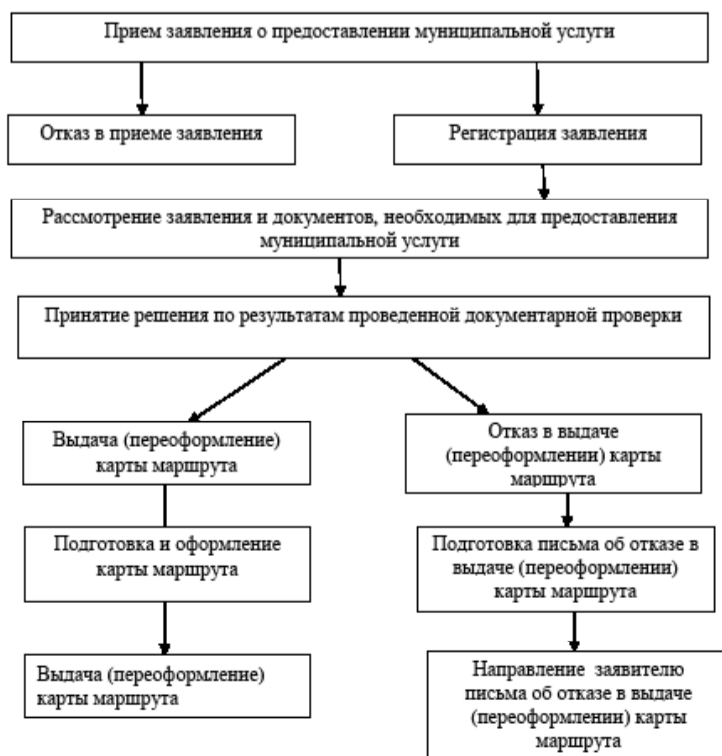 Прием заявления о предоставлении муниципальной услуги
Отказ в приеме заявления
Регистрация заявления
Рассмотрение заявления и документов, необходимых для предоставления
муниципальной услуги
Принятие решения по результатам проведенной документарной проверки
Выдача (переоформление)
карты маршрута
Отказ в выдаче
(переоформлении) карты
маршрута
Подготовка и оформление
карты маршрута
Подготовка письма об отказе в
выдаче (переоформлении)
карты маршрута
Выдача (переоформление)
карты маршрута
Направление заявителю
письма об отказе в выдаче
(переоформлении) карты
маршрута